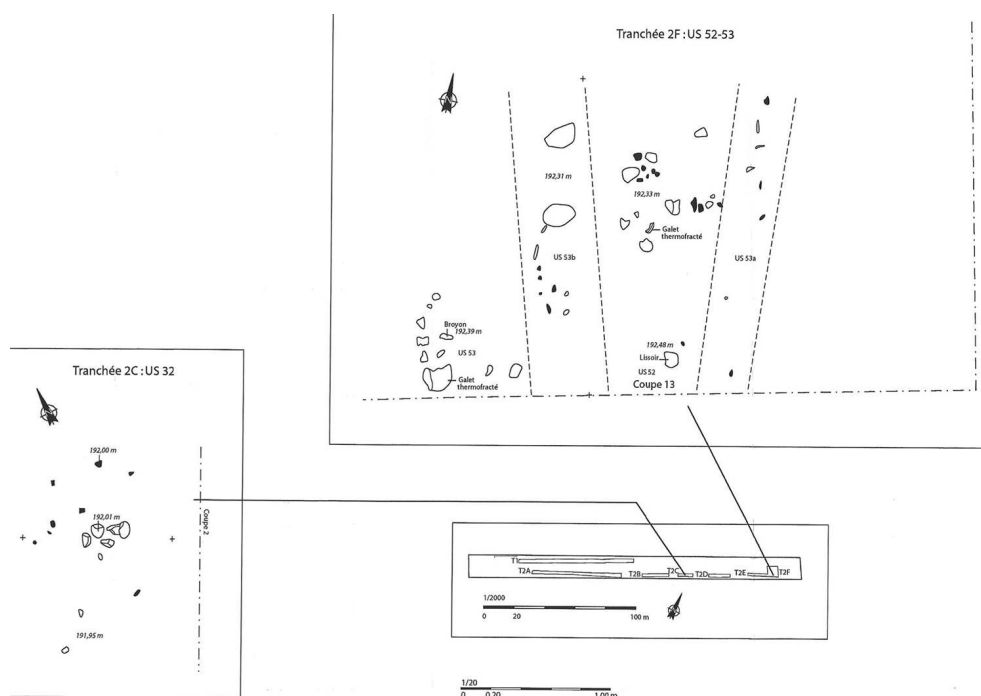 Tranchée 2F : US 52-53
192,31 m
192,33 m
Galet
thermofracté
US 53b
US 53a
Broyon
192,39 m
US 53
Galet
thermofracté
192,48 m
Lissoir
US 52
Coupe 13
Tranchée 2C : US 32
192,00 m
192,01 m
Coupe 2
191,95 m
T1
T2A
T2B
T2C
T2D
T2E
T2F
1/2000
0 20 100 m
1/20
0 0,20 1,00 m